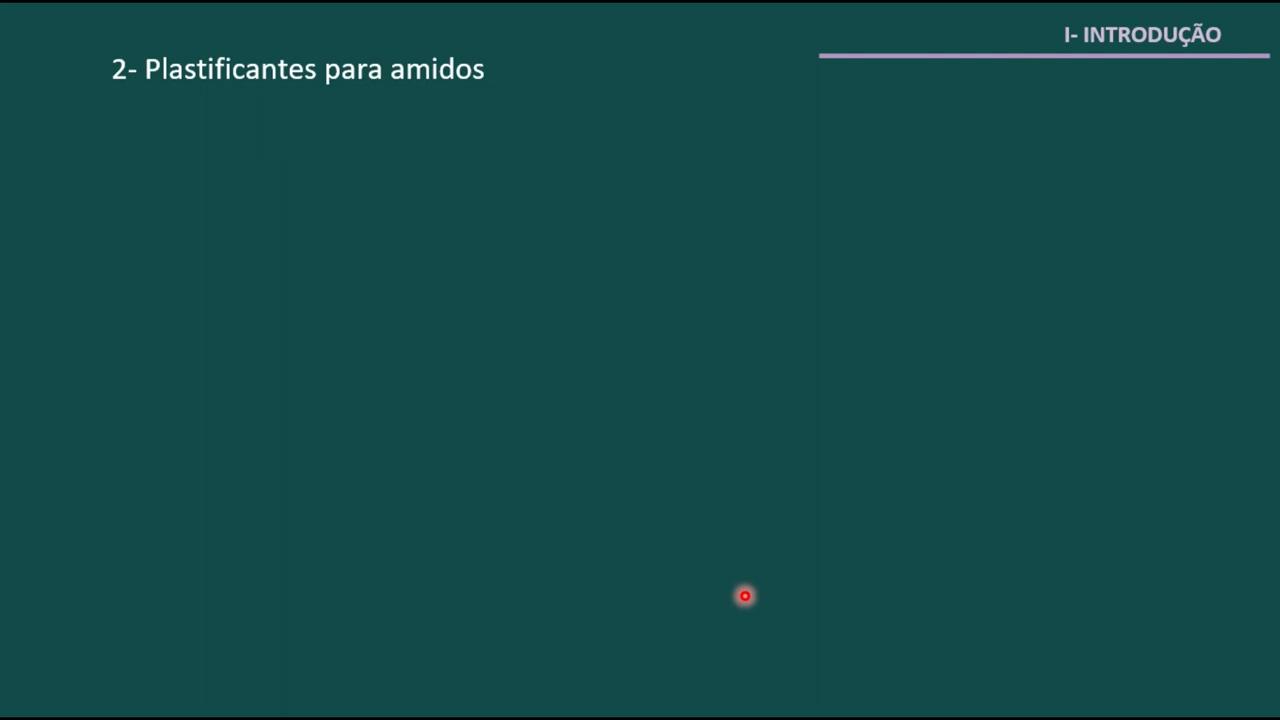 I- INTRODUÇÃO
2- Plastificantes para amidos